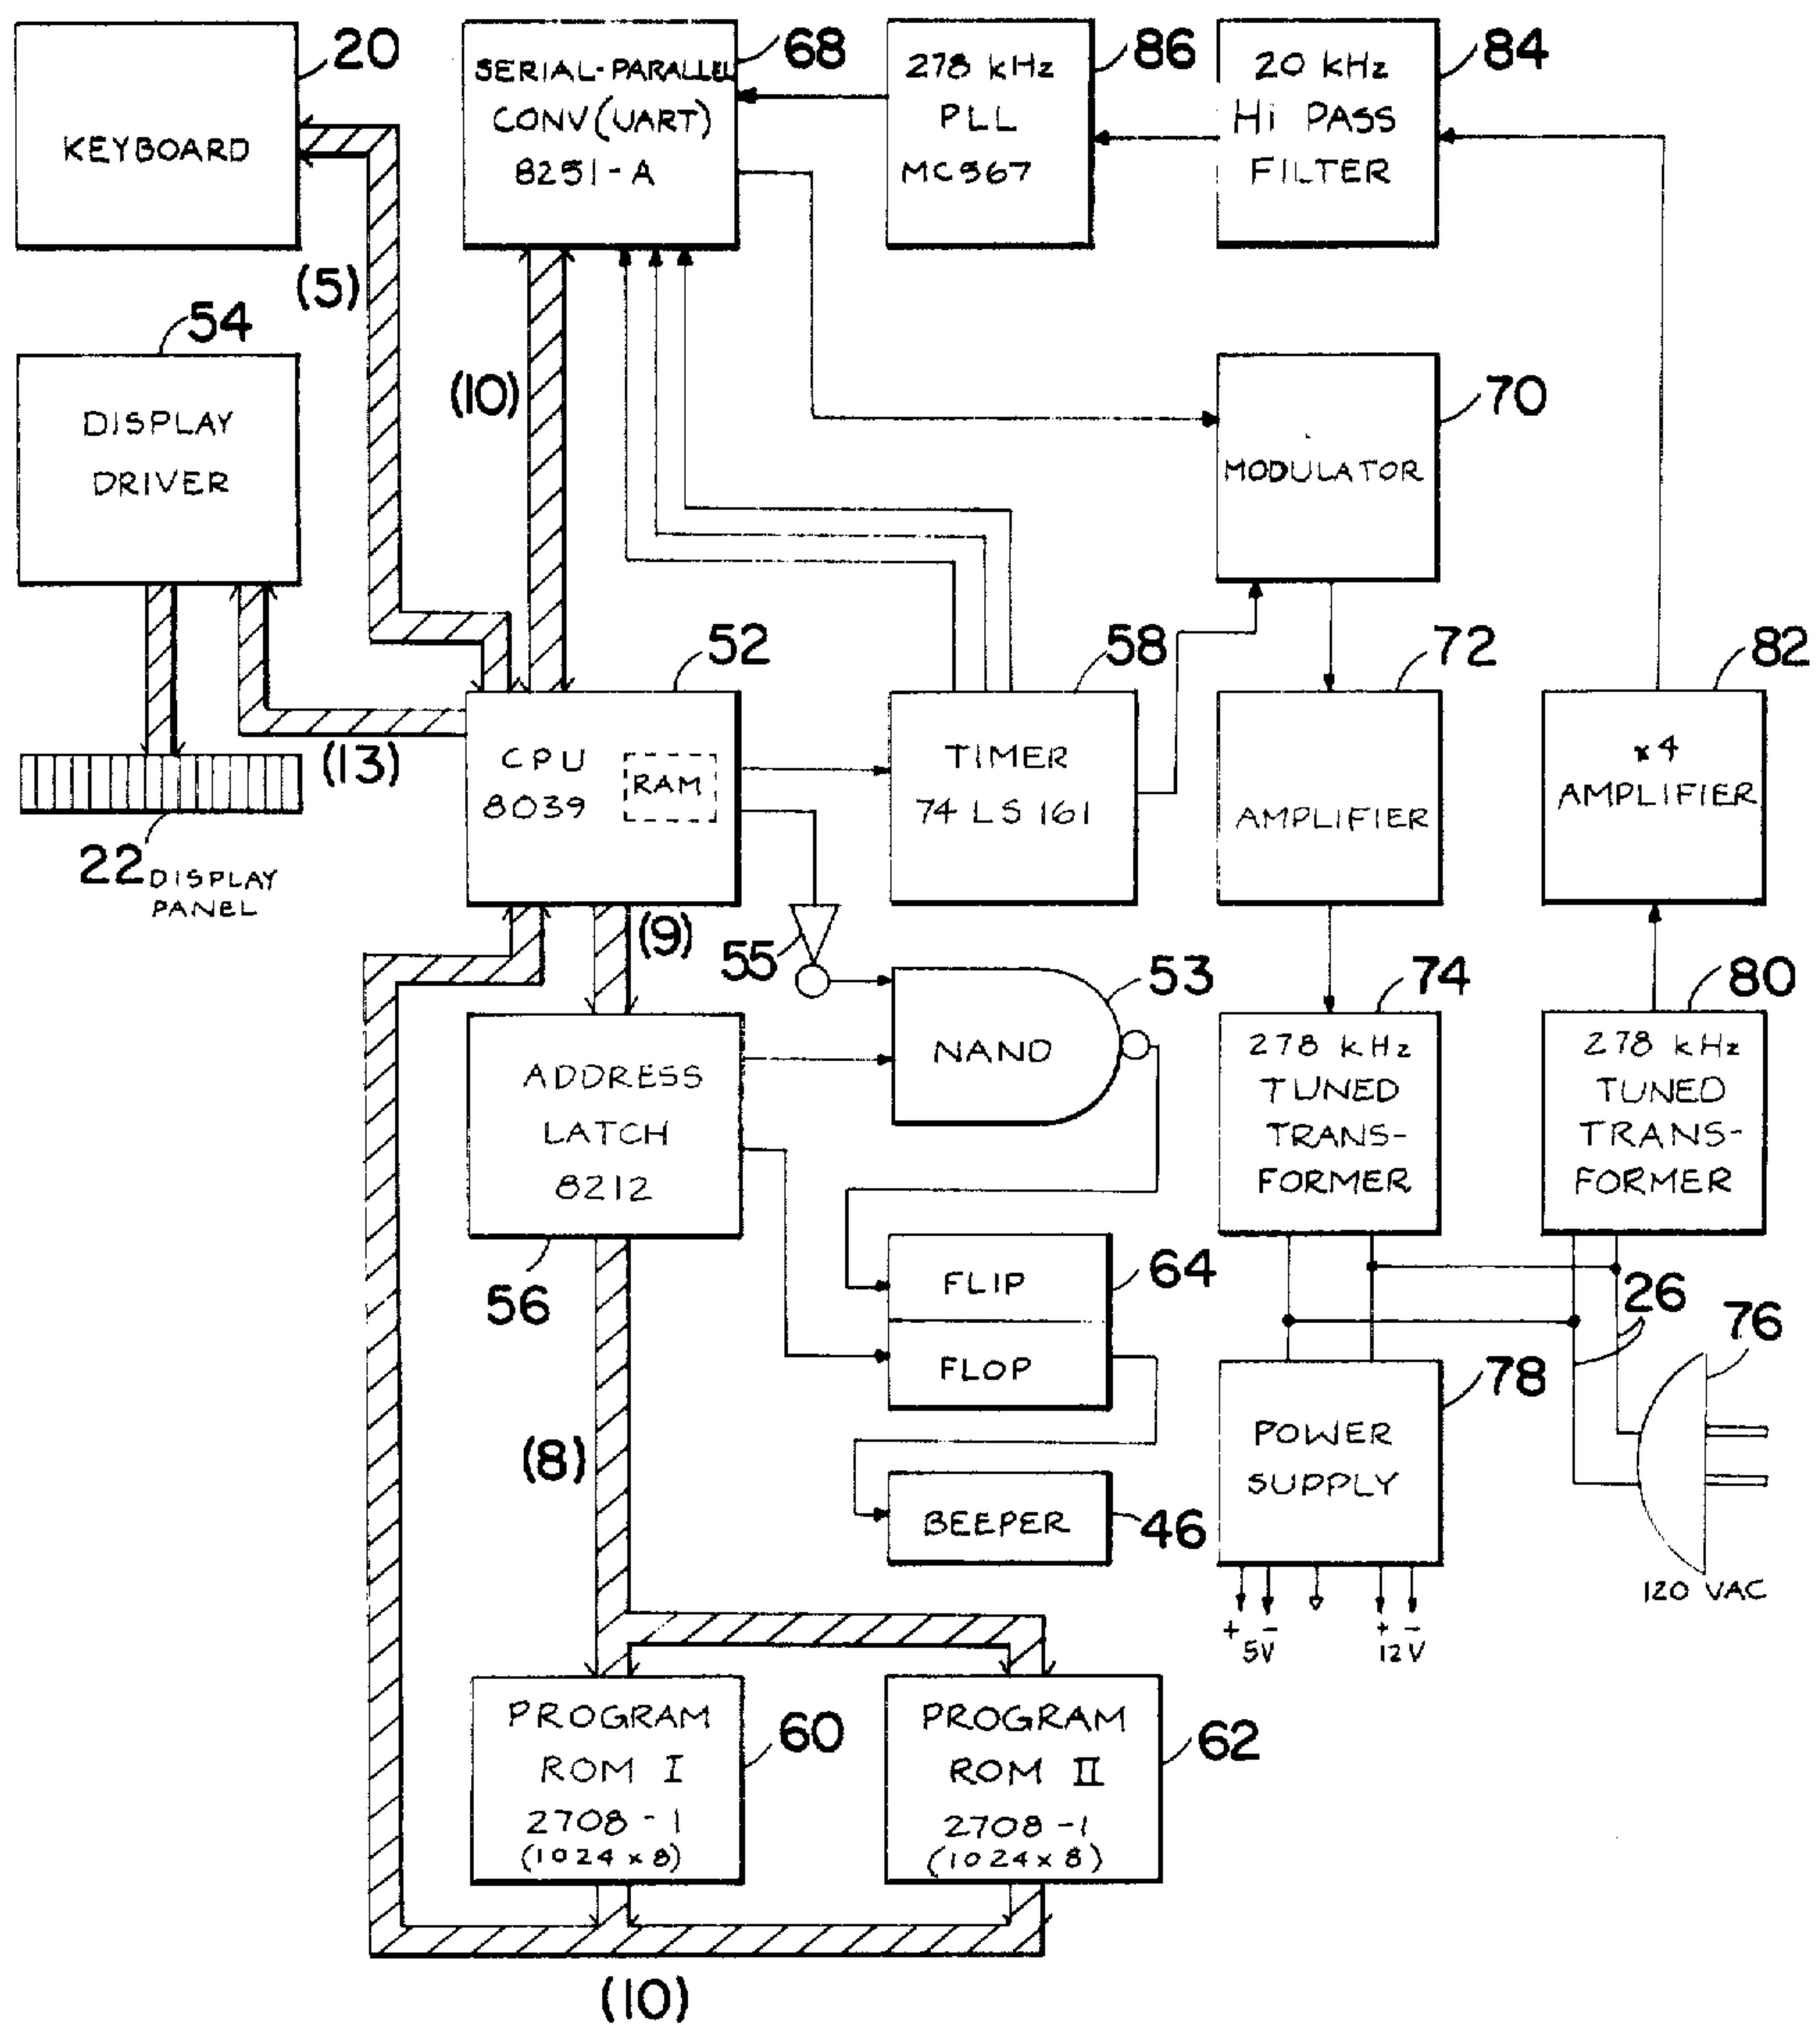 20
KEYBOARD
68
SERIAL-PARALLEL
CONV(UART)
8251-A
86
278 kHz
PLL
MC567
84
20 kHz
Hi PASS
FILTER
(5)
54
DISPLAY
DRIVER
(10)
70
MODULATOR
52
CPU
8039
RAM
58
TIMER
74 LS 161
72
AMPLIFIER
82
x4
AMPLIFIER
(13)
22 DISPLAY
PANEL
(9)
55
53
NAND
74
278 kHz
TUNED
TRANS-
FORMER
80
278 kHz
TUNED
TRANS-
FORMER
ADDRESS
LATCH
8212
56
64
FLIP
FLOP
26
76
78
POWER
SUPPLY
(8)
BEEPER
46
120 VAC
+ -
5V
+ -
12V
PROGRAM
ROM I
2708-1
(1024x8)
60
PROGRAM
ROM II
2708-1
(1024x8)
62
(10)